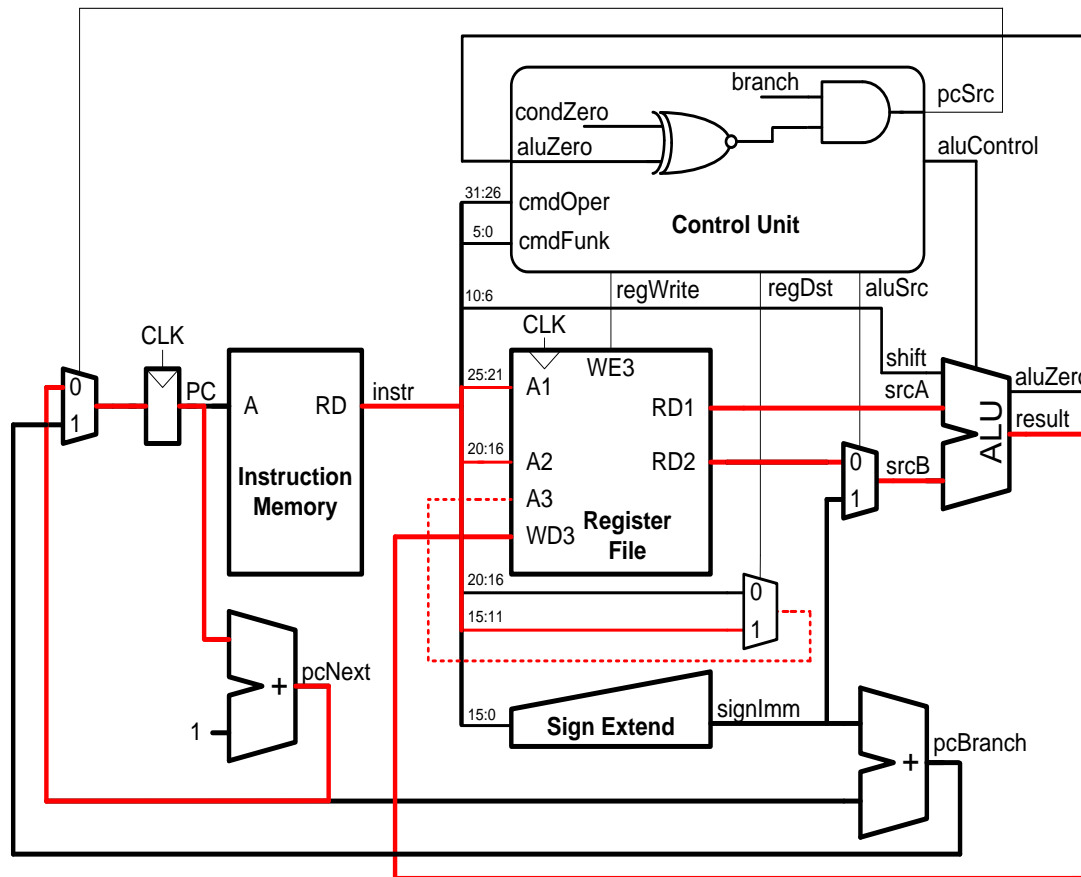 branch
pcSrc
condZero
aluZero
aluControl
31:26
cmdOper
Control Unit
5:0
cmdFunk
regWrite
regDst
aluSrc
10:6
CLK
CLK
shift
WE3
0
PC
instr
25:21
A1
srcA
aluZero
A
RD
RD1
result
1
ALU
20:16
A2
RD2
0
srcB
Instruction
Memory
A3
1
Register
File
WD3
20:16
0
15:11
1
pcNext
+
1
15:0
Sign Extend
signImm
pcBranch
+